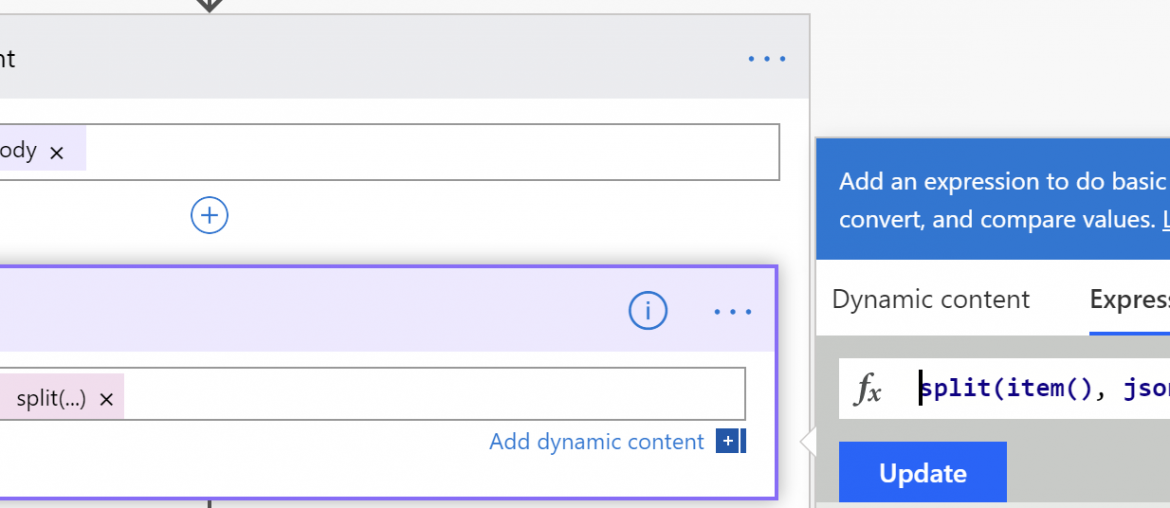 nt
ody ×
Add an expression to do basic
convert, and compare values. L
Dynamic content Express
split(...) ×
fx split(item(), json
Add dynamic content
Update